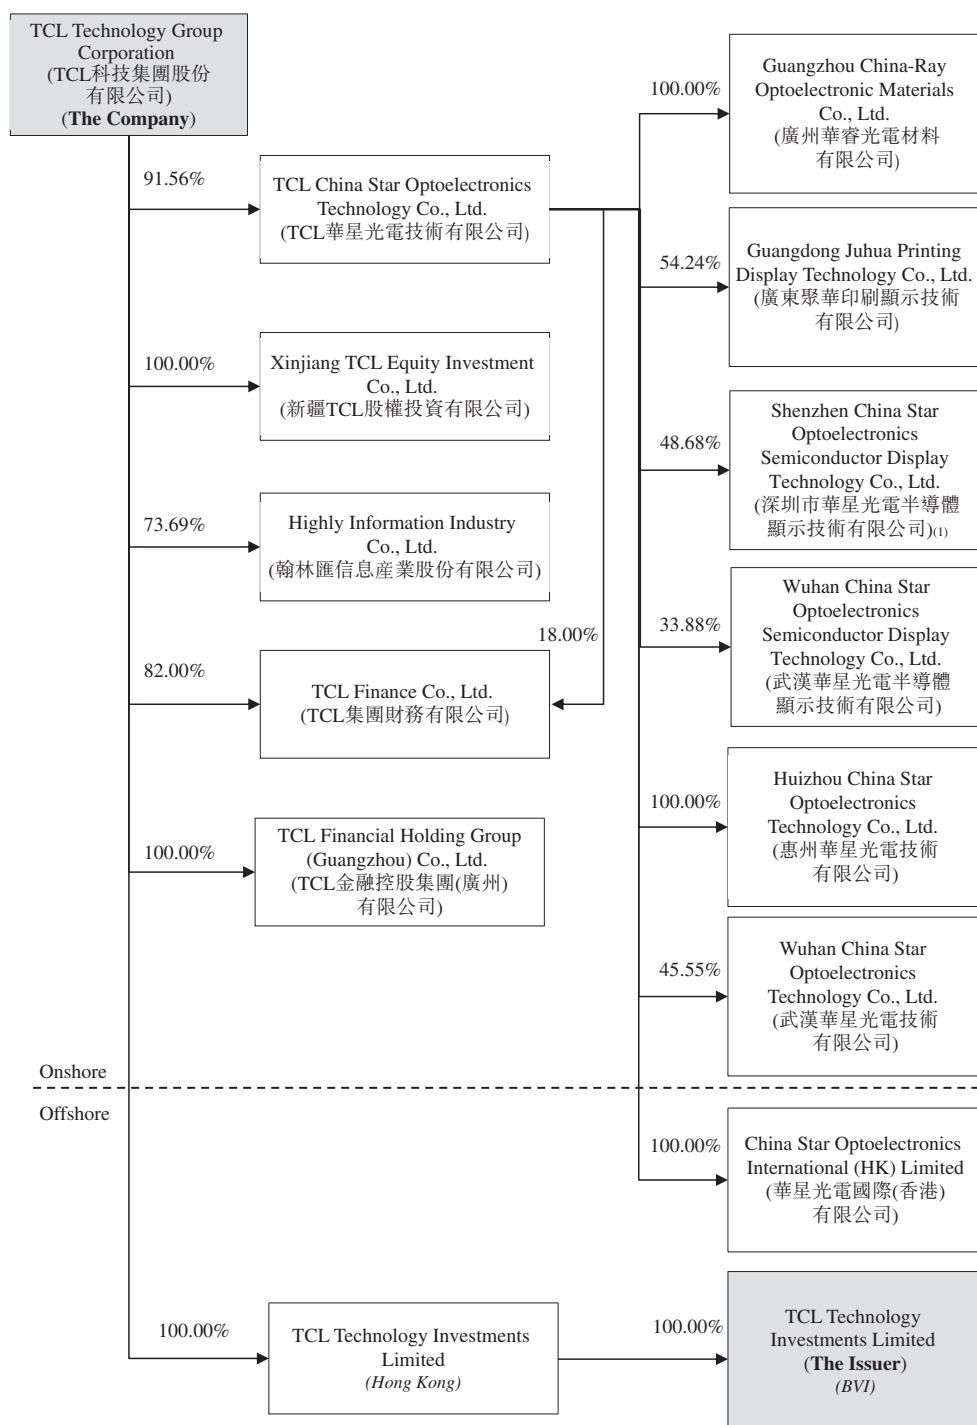 TCL Technology Group
Corporation
(TCL科技集團股份
有限公司)
(The Company)
91.56%
TCL China Star Optoelectronics
Technology Co., Ltd.
(TCL華星光電技術有限公司)
100.00%
Xinjiang TCL Equity Investment
Co., Ltd.
(新疆TCL股權投資有限公司)
73.69%
Highly Information Industry
Co., Ltd.
(翰林匯信息産業股份有限公司)
82.00%
18.00%
TCL Finance Co., Ltd.
(TCL集團財務有限公司)
100.00%
TCL Financial Holding Group
(Guangzhou) Co., Ltd.
(TCL金融控股集團(廣州)
有限公司)
100.00%
Guangzhou China-Ray
Optoelectronic Materials
Co., Ltd.
(廣州華睿光電材料
有限公司)
54.24%
Guangdong Juhua Printing
Display Technology Co., Ltd.
(廣東聚華印刷顯示技術
有限公司)
48.68%
Shenzhen China Star
Optoelectronics
Semiconductor Display
Technology Co., Ltd.
(深圳市華星光電半導體
顯示技術有限公司)(1)
33.88%
Wuhan China Star
Optoelectronics
Semiconductor Display
Technology Co., Ltd.
(武漢華星光電半導體
顯示技術有限公司)
100.00%
Huizhou China Star
Optoelectronics
Technology Co., Ltd.
(惠州華星光電技術
有限公司)
45.55%
Wuhan China Star
Optoelectronics
Technology Co., Ltd.
(武漢華星光電技術
有限公司)
Onshore
Offshore
100.00%
China Star Optoelectronics
International (HK) Limited
(華星光電國際(香港)
有限公司)
100.00%
TCL Technology Investments
Limited
(Hong Kong)
100.00%
TCL Technology
Investments Limited
(The Issuer)
(BVI)